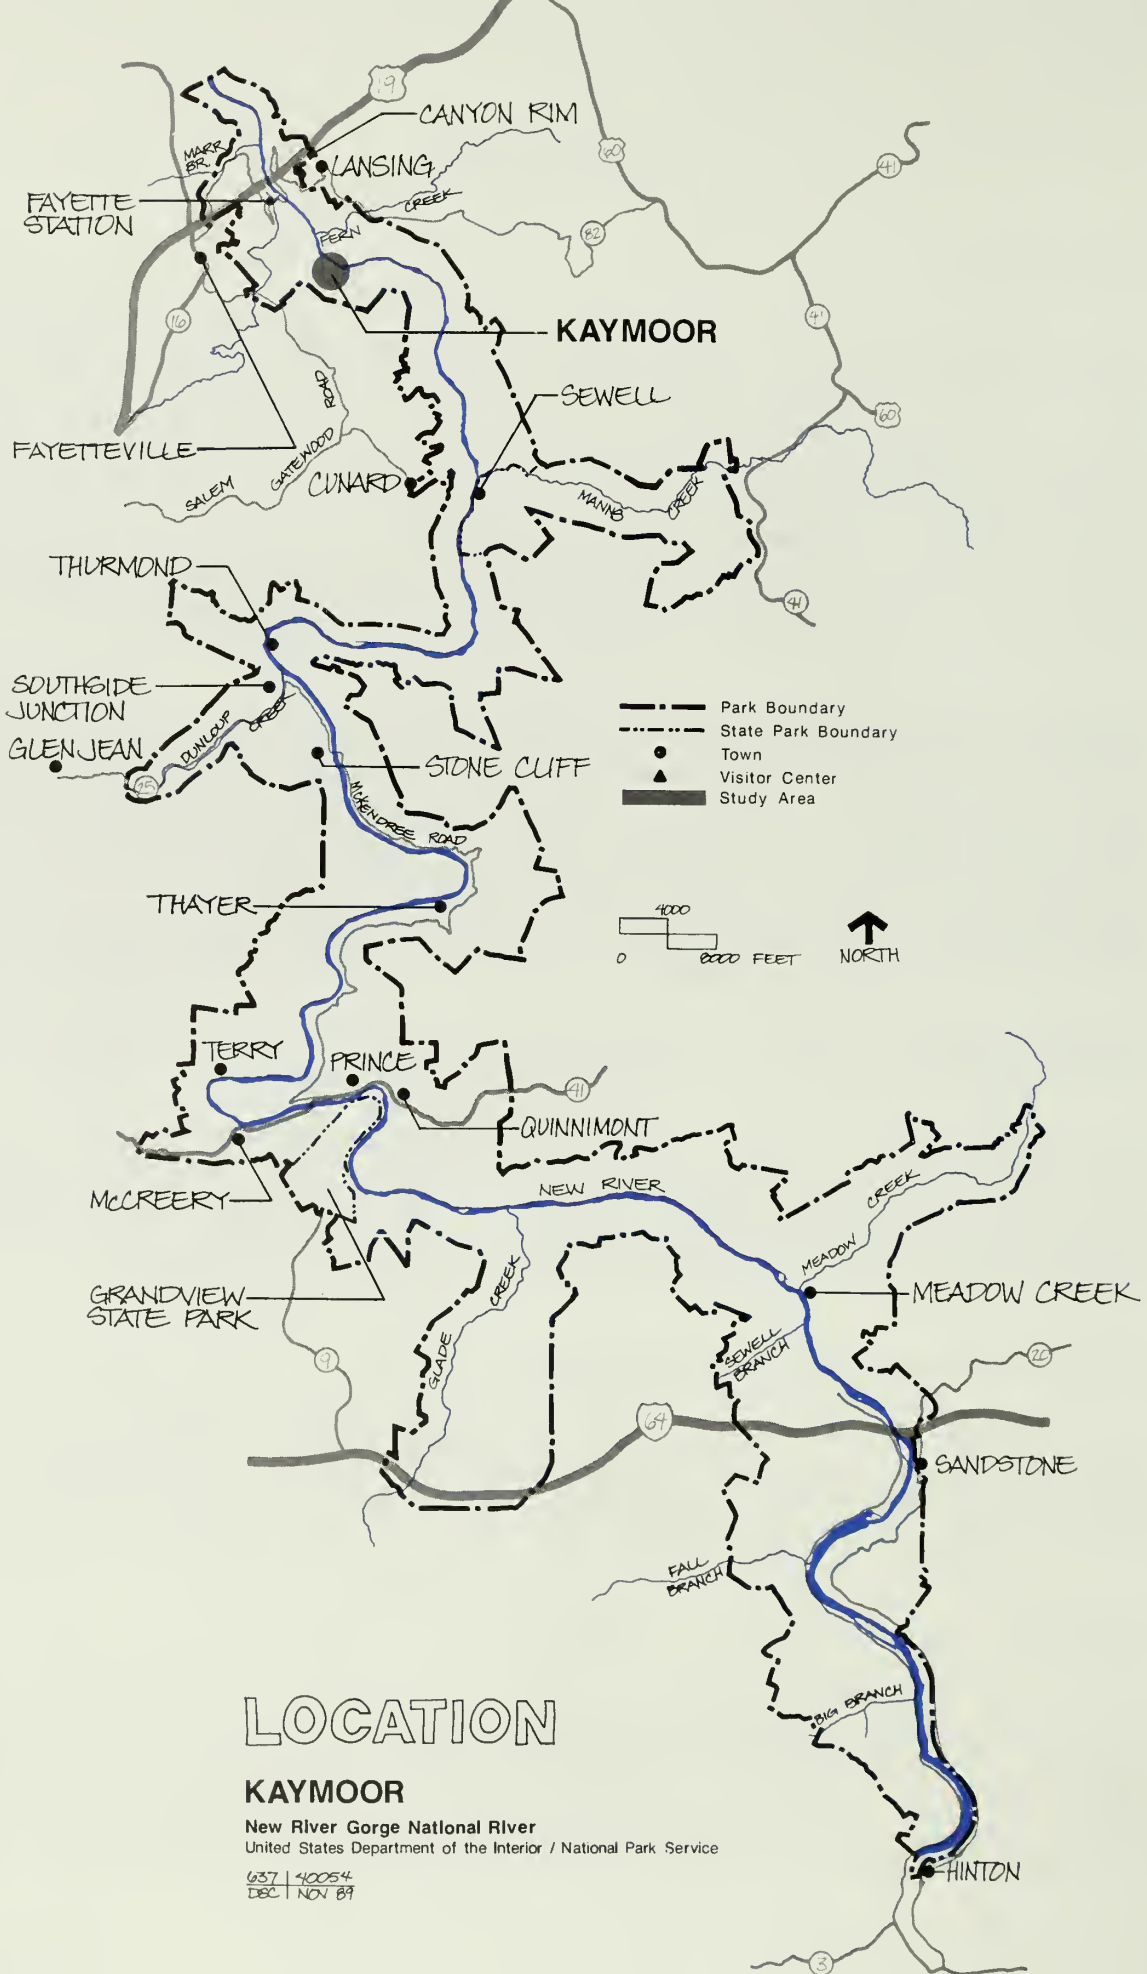 19
CANYON RIM
60
MARR
BR.
LANSING
41
FAYETTE
STATION
CREEK
FERN
82
16
KAYMOOR
41
ROAD
SEWELL
60
FAYETTEVILLE
GATEWOOD
SALEM
CUNARD
MANNS
CREEK
THURMOND
41
SOUTHSIDE
JUNCTION
DUNLOUP
CREEK
GLEN JEAN
25
STONE CLIFF
Park Boundary
State Park Boundary
Town
Visitor Center
Study Area
McKENDREE ROAD
THAYER
4000
0 8000 FEET
NORTH
TERRY
PRINCE
41
QUINNIMONT
McCREERY
NEW RIVER
CREEK
MEADOW
GRANDVIEW
STATE PARK
CREEK
GLADE
MEADOW CREEK
SEWELL
BRANCH
9
20
64
SANDSTONE
FALL
BRANCH
BIG BRANCH
LOCATION
KAYMOOR
New River Gorge National River
United States Department of the Interior / National Park Service
637 | 40054
DSC | NOV 89
HINTON
3